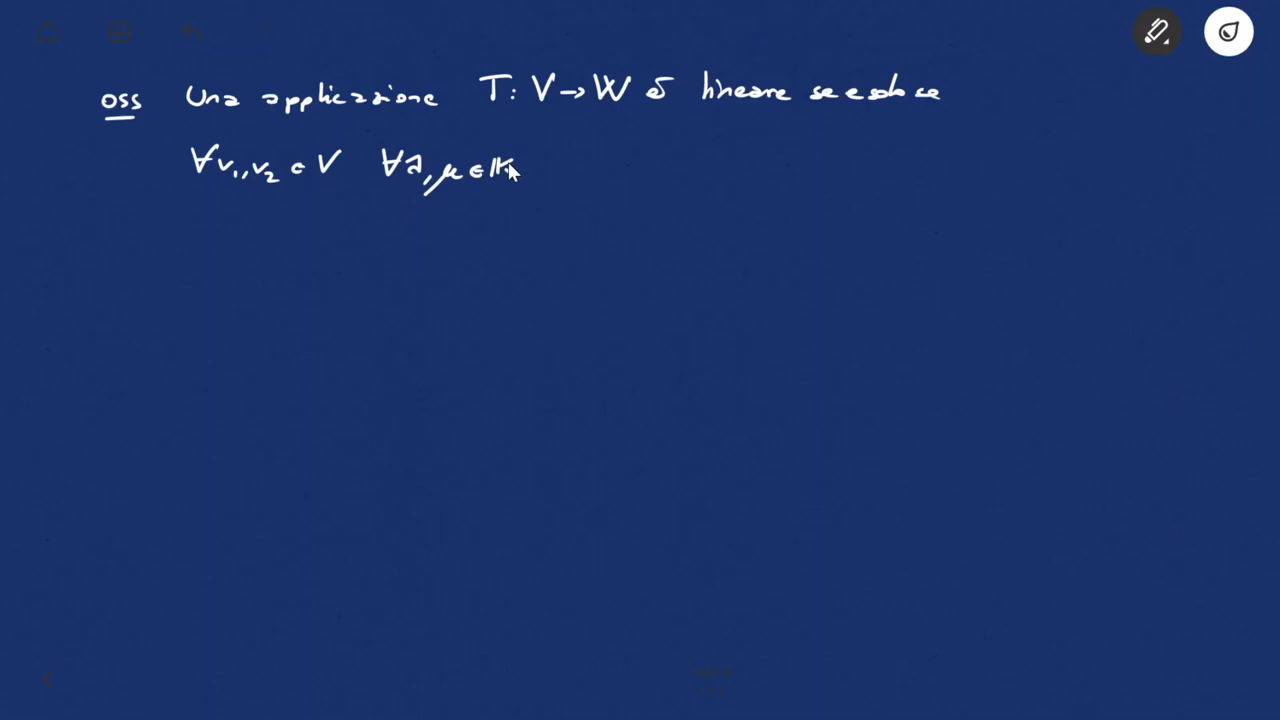 oss Una applicazione T: V → W è lineare se e solo se
∀v₁,v₂ ∈ V ∀λ,μ ∈ K